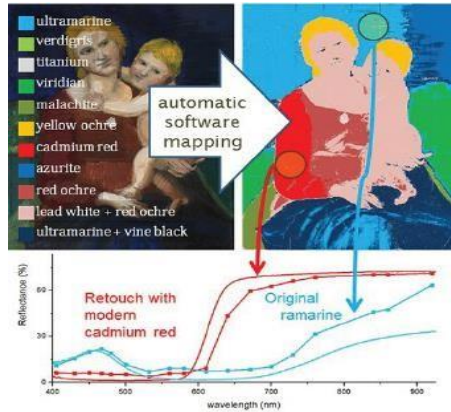 ultramarine
verdigris
titanium
viridian
malachite
yellow ochre
cadmium red
azurite
red ochre
lead white + red ochre
ultramarine + vine black
automatic
software
mapping
Reflectance (%)
60
30
0
Retouch with
modern
cadmium red
Original
ramarine
400
500
600
700
800
900
wavelength (nm)